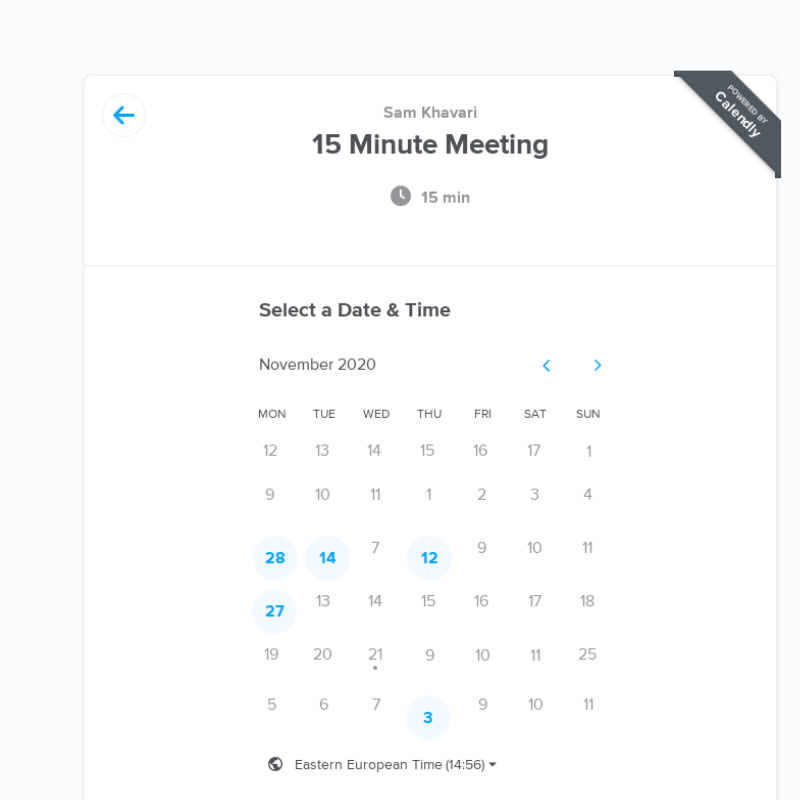 POWERED BY
Calendly
Sam Khavari
15 Minute Meeting
15 min
Select a Date & Time
November 2020
MON TUE WED THU FRI SAT SUN
12 13 14 15 16 17 1
9 10 11 1 2 3 4
28 14 7 12 9 10 11
27 13 14 15 16 17 18
19 20 21 9 10 11 25
5 6 7 3 9 10 11
Eastern European Time (14:56)